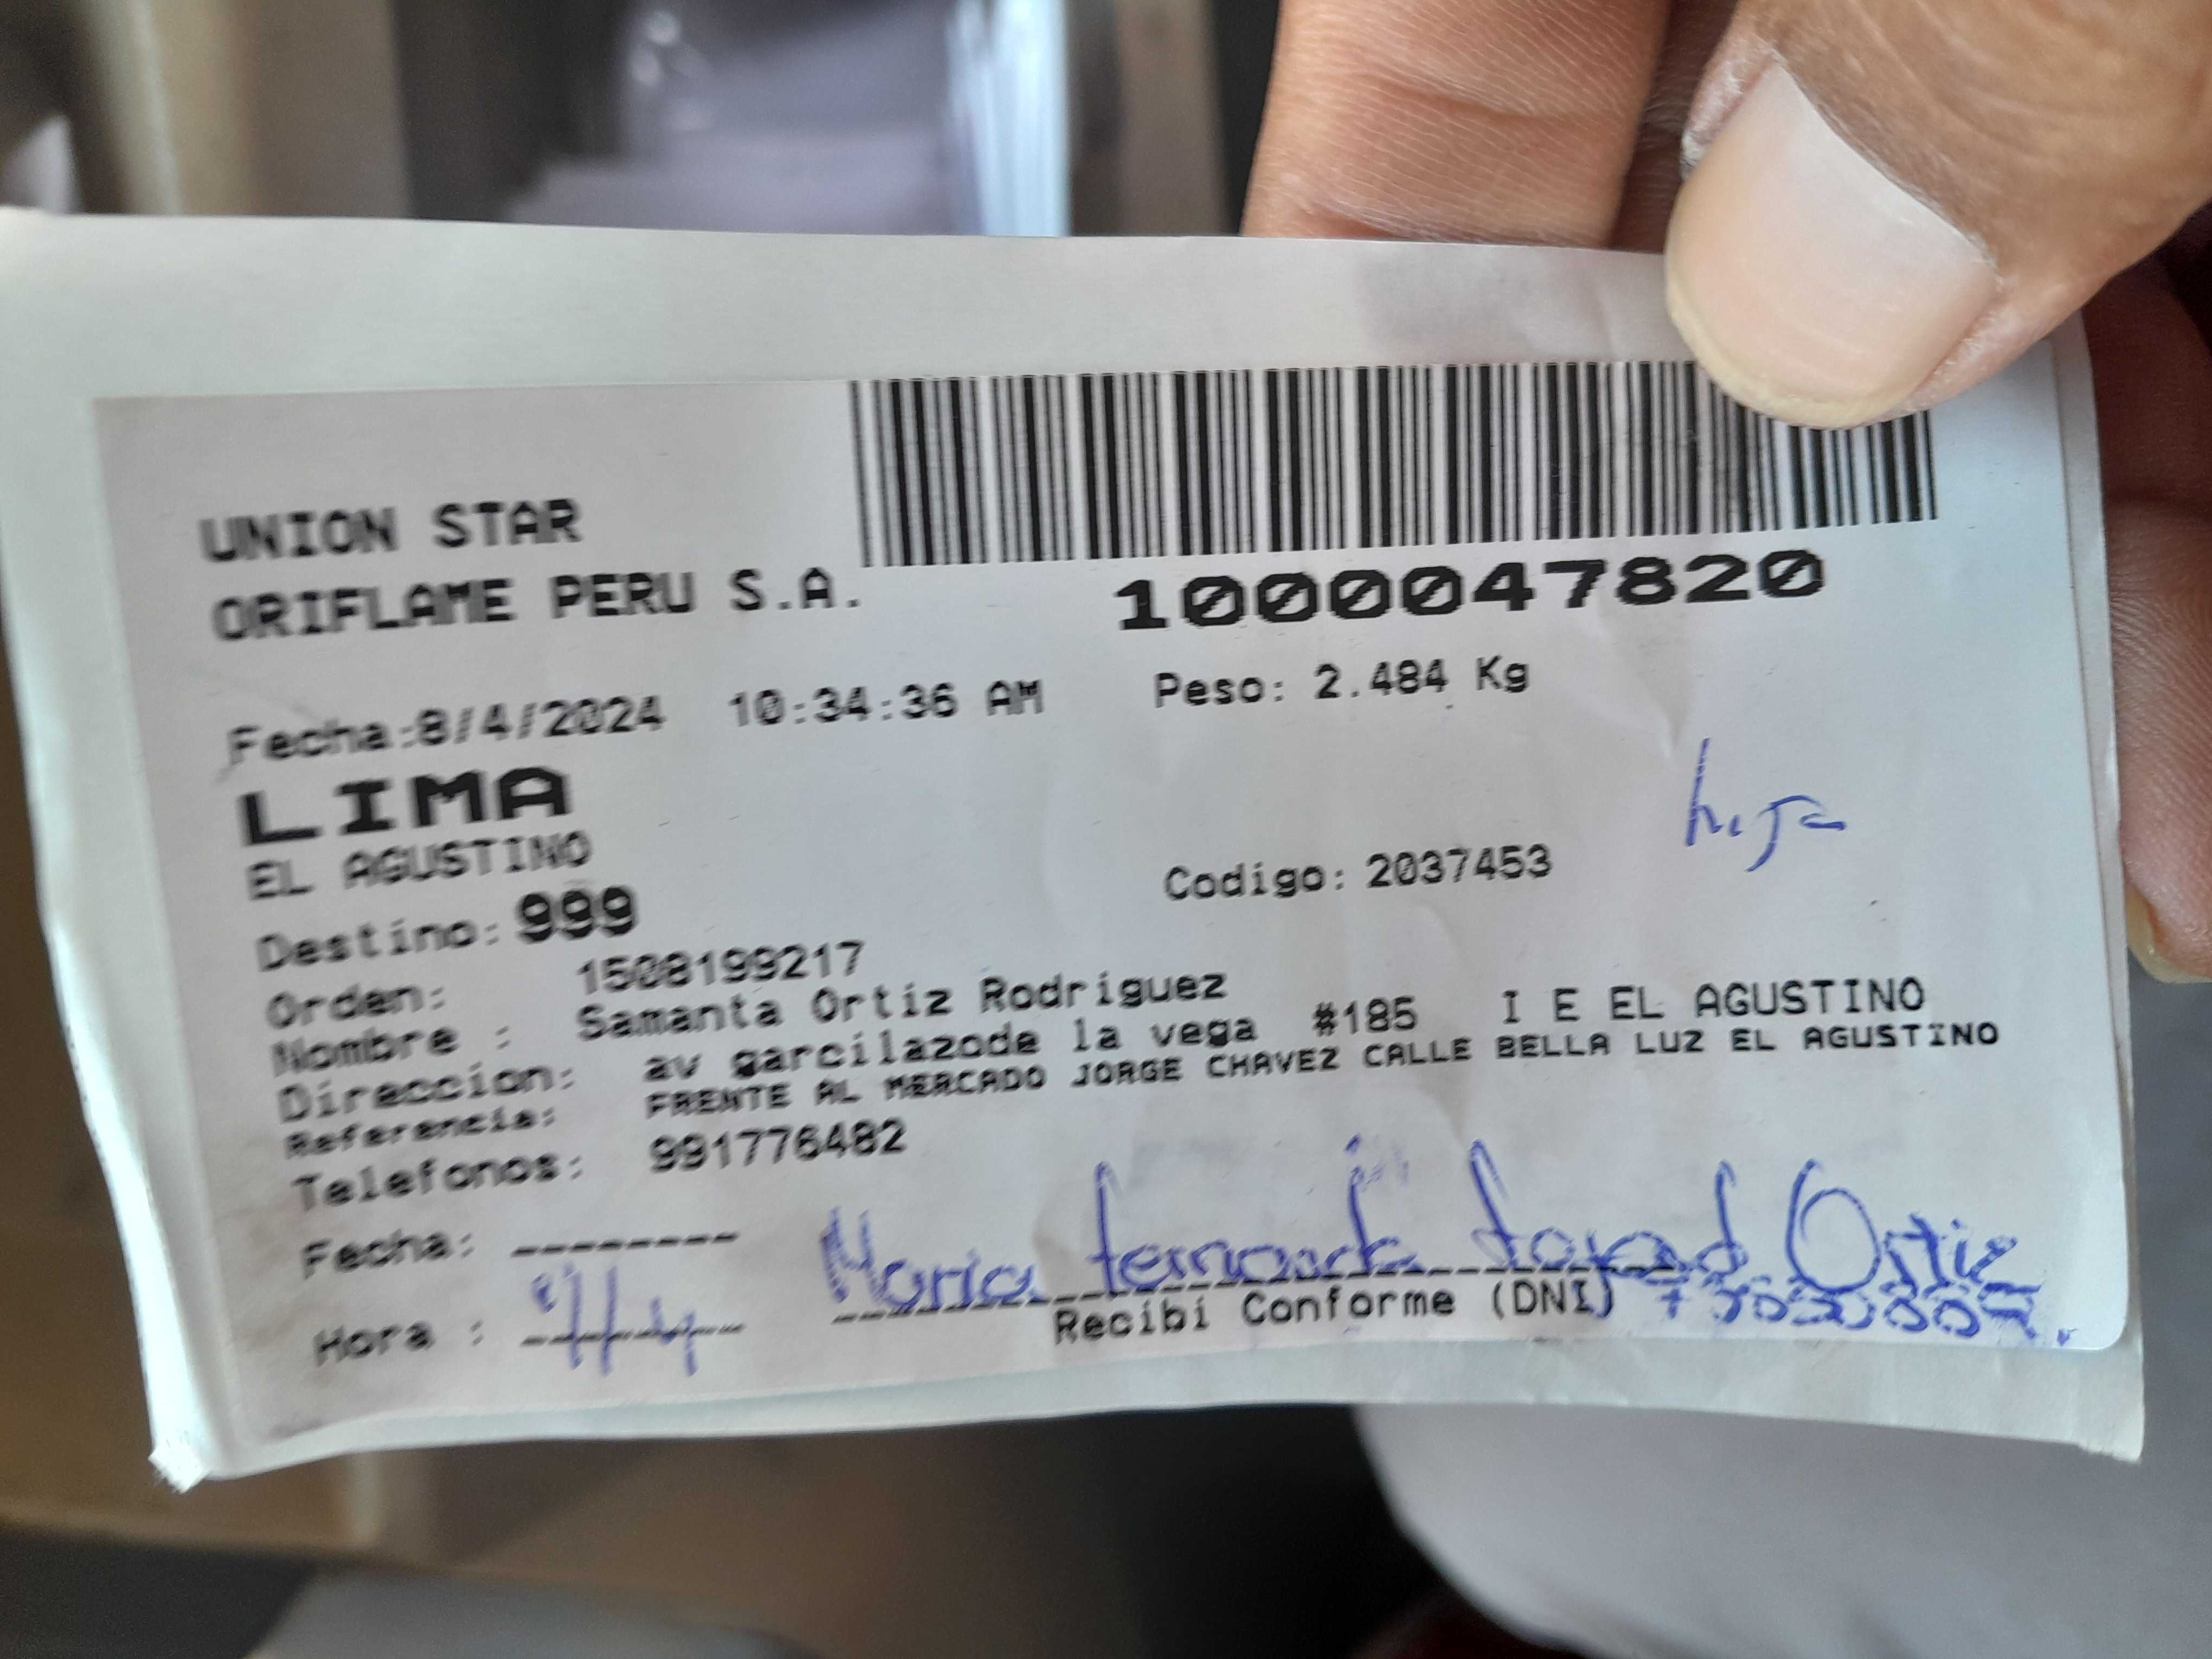 UNION STAR
ORIFLAME PERU S.A.
1000047820
Fecha:8/4/2024 10:34:36 AM Peso: 2.484 Kg
LIMA
EL AGUSTINO
hija
Destino: 999 Codigo: 2037453
Orden: 1508199217
Nombre : Samanta Ortiz Rodriguez
Direccion: av garcilazode la vega #185 I E EL AGUSTINO
Referencia: FRENTE AL MERCADO JORGE CHAVEZ CALLE BELLA LUZ EL AGUSTINO
Telefonos: 991776482
Fecha: --------
Maria fernanda Ortiz
Hora :
Recibi Conforme (DNI)